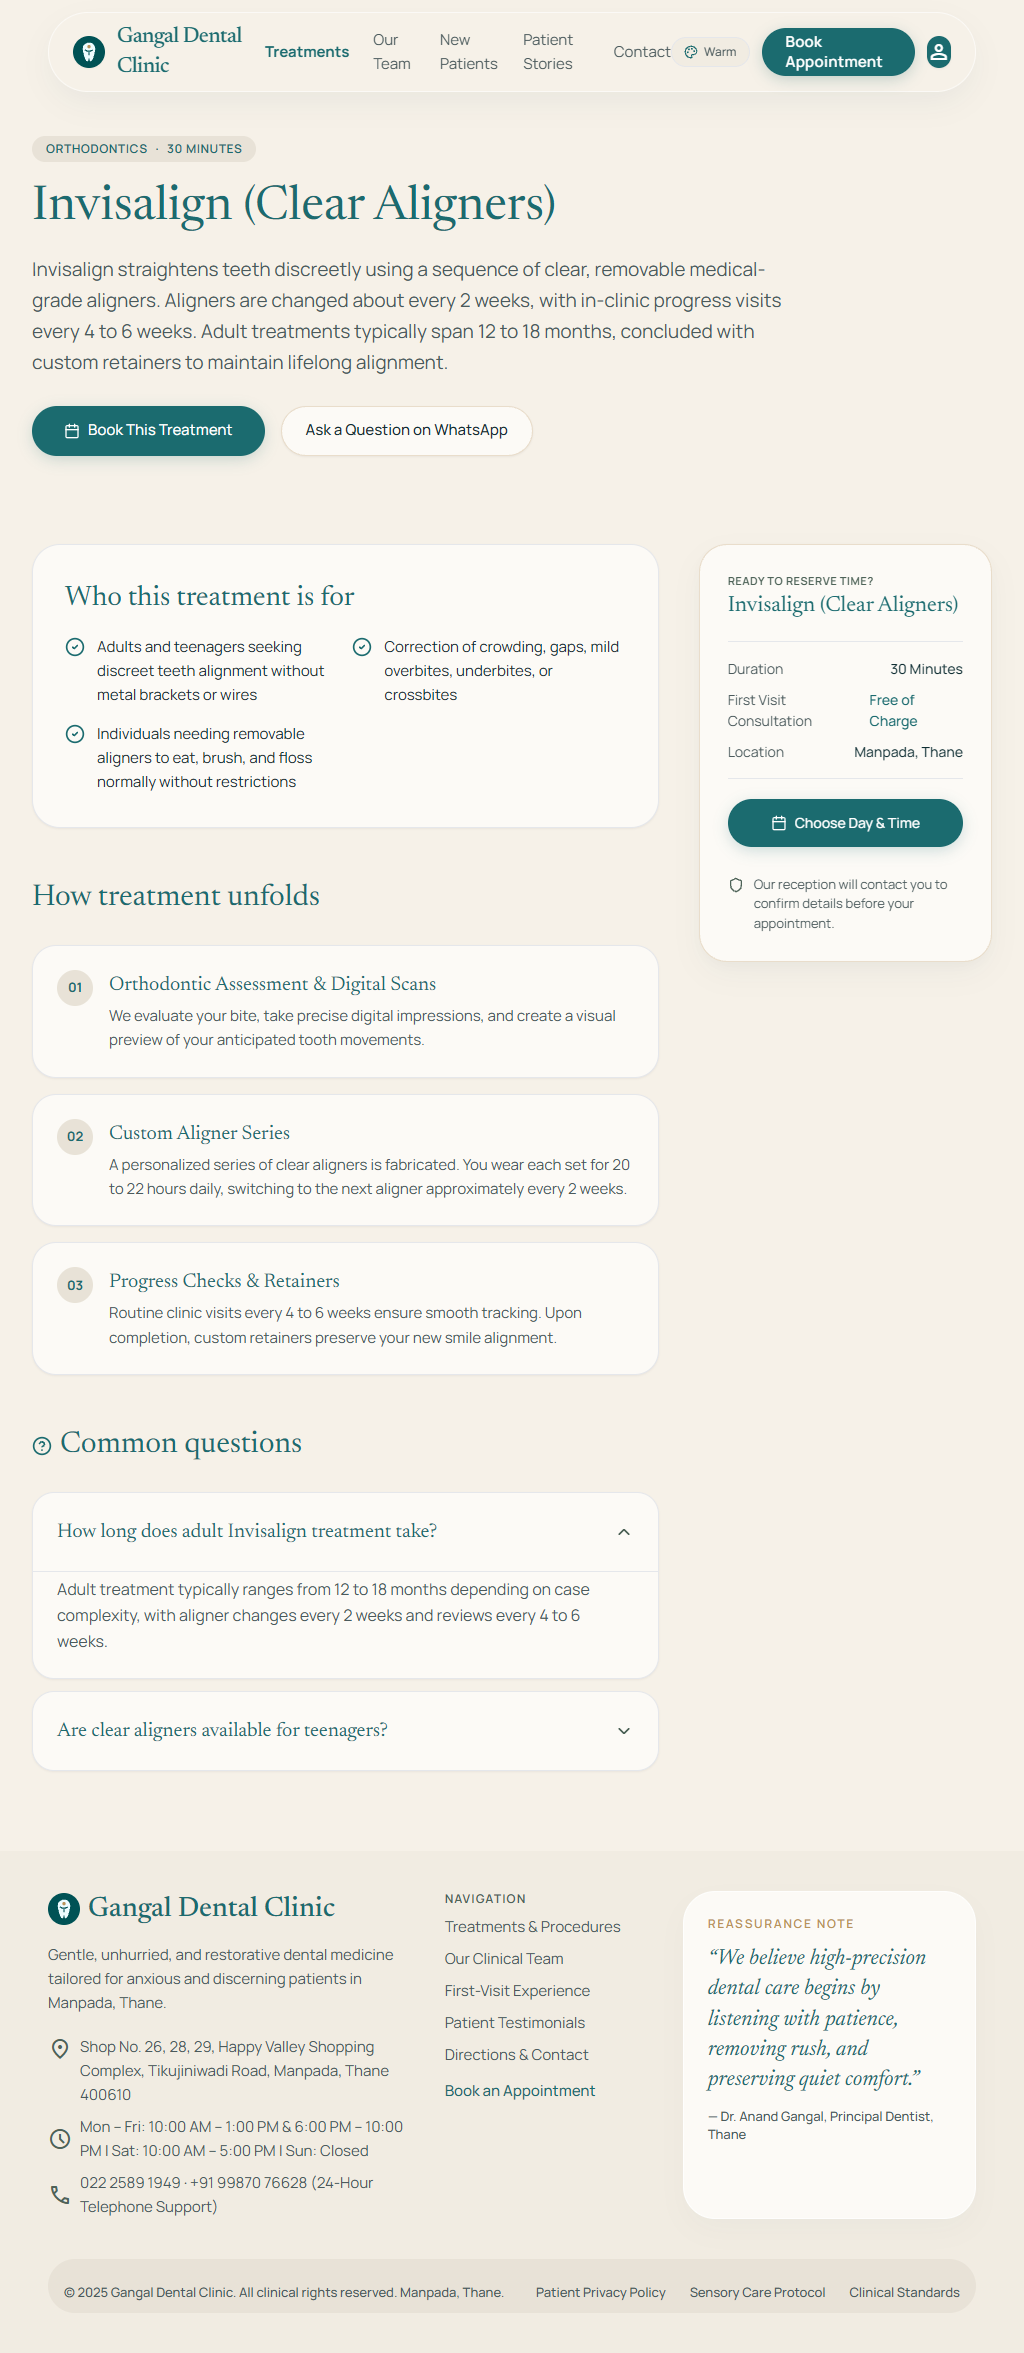 Gangal Dental
Clinic
Treatments
Our
Team
New
Patients
Patient
Stories
Contact
Warm
Book
Appointment
ORTHODONTICS · 30 MINUTES
Invisalign (Clear Aligners)
Invisalign straightens teeth discreetly using a sequence of clear, removable medical-
grade aligners. Aligners are changed about every 2 weeks, with in-clinic progress visits
every 4 to 6 weeks. Adult treatments typically span 12 to 18 months, concluded with
custom retainers to maintain lifelong alignment.
Book This Treatment
Ask a Question on WhatsApp
Who this treatment is for
Adults and teenagers seeking
discreet teeth alignment without
metal brackets or wires
Correction of crowding, gaps, mild
overbites, underbites, or
crossbites
Individuals needing removable
aligners to eat, brush, and floss
normally without restrictions
READY TO RESERVE TIME?
Invisalign (Clear Aligners)
Duration 30 Minutes
First Visit
Consultation
Free of
Charge
Location Manpada, Thane
Choose Day & Time
Our reception will contact you to
confirm details before your
appointment.
How treatment unfolds
01
Orthodontic Assessment & Digital Scans
We evaluate your bite, take precise digital impressions, and create a visual
preview of your anticipated tooth movements.
02
Custom Aligner Series
A personalized series of clear aligners is fabricated. You wear each set for 20
to 22 hours daily, switching to the next aligner approximately every 2 weeks.
03
Progress Checks & Retainers
Routine clinic visits every 4 to 6 weeks ensure smooth tracking. Upon
completion, custom retainers preserve your new smile alignment.
Common questions
How long does adult Invisalign treatment take?
Adult treatment typically ranges from 12 to 18 months depending on case
complexity, with aligner changes every 2 weeks and reviews every 4 to 6
weeks.
Are clear aligners available for teenagers?
Gangal Dental Clinic
Gentle, unhurried, and restorative dental medicine
tailored for anxious and discerning patients in
Manpada, Thane.
Shop No. 26, 28, 29, Happy Valley Shopping
Complex, Tikujiniwadi Road, Manpada, Thane
400610
Mon – Fri: 10:00 AM – 1:00 PM & 6:00 PM – 10:00
PM | Sat: 10:00 AM – 5:00 PM | Sun: Closed
022 2589 1949 · +91 99870 76628 (24-Hour
Telephone Support)
NAVIGATION
Treatments & Procedures
Our Clinical Team
First-Visit Experience
Patient Testimonials
Directions & Contact
Book an Appointment
REASSURANCE NOTE
“We believe high-precision
dental care begins by
listening with patience,
removing rush, and
preserving quiet comfort.”
— Dr. Anand Gangal, Principal Dentist,
Thane
© 2025 Gangal Dental Clinic. All clinical rights reserved. Manpada, Thane.
Patient Privacy Policy
Sensory Care Protocol
Clinical Standards